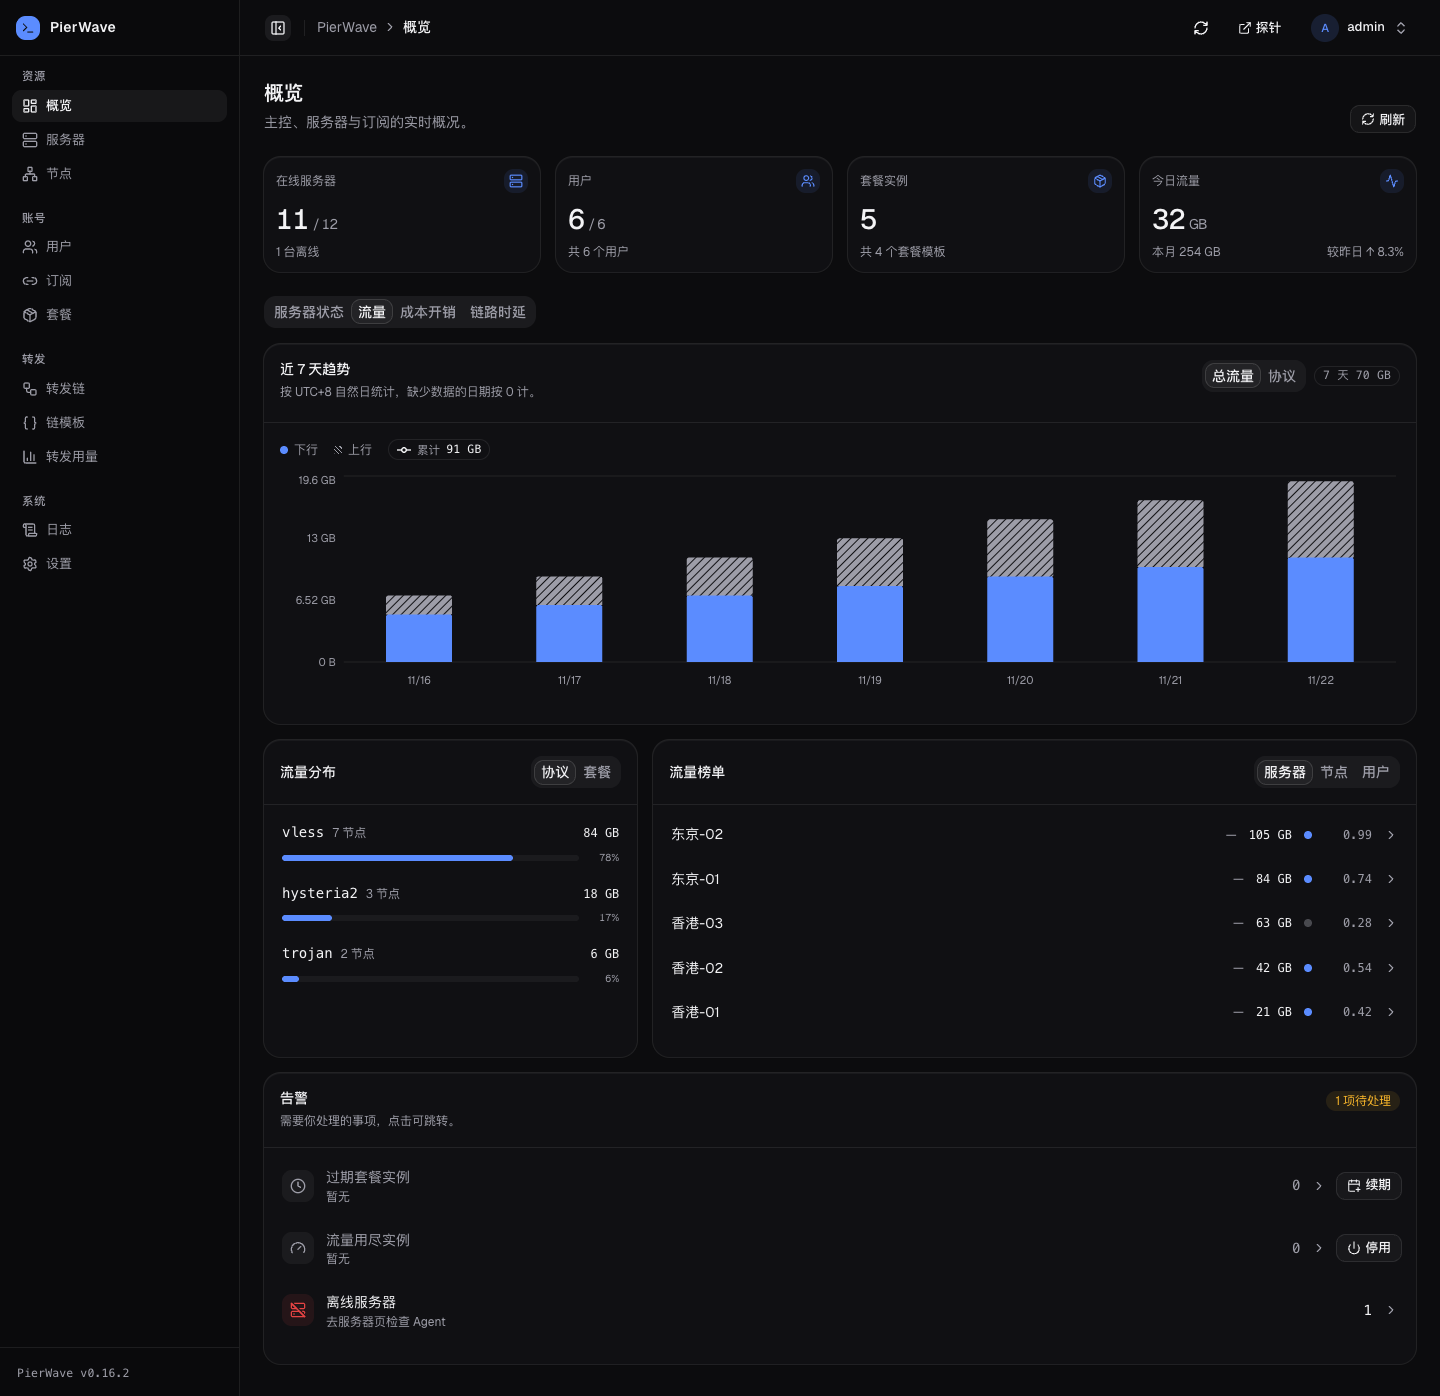 PierWave
资源
概览
服务器
节点
账号
用户
订阅
套餐
转发
转发链
链模板
转发用量
系统
日志
设置
PierWave v0.16.2
PierWave > 概览
探针
A admin
概览
主控、服务器与订阅的实时概况。
刷新
在线服务器
11 / 12
1 台离线
用户
6 / 6
共 6 个用户
套餐实例
5
共 4 个套餐模板
今日流量
32 GB
本月 254 GB 较昨日 ↑ 8.3%
服务器状态 流量 成本开销 链路时延
近 7 天趋势
按 UTC+8 自然日统计，缺少数据的日期按 0 计。
总流量 协议 7 天 70 GB
下行 上行 累计 91 GB
19.6 GB
13 GB
6.52 GB
0 B
11/16 11/17 11/18 11/19 11/20 11/21 11/22
流量分布 协议 套餐
vless 7 节点 84 GB
78%
hysteria2 3 节点 18 GB
17%
trojan 2 节点 6 GB
6%
流量榜单 服务器 节点 用户
东京-02 — 105 GB 0.99
东京-01 — 84 GB 0.74
香港-03 — 63 GB 0.28
香港-02 — 42 GB 0.54
香港-01 — 21 GB 0.42
告警
需要你处理的事项，点击可跳转。
1 项待处理
过期套餐实例
暂无
0 续期
流量用尽实例
暂无
0 停用
离线服务器
去服务器页检查 Agent
1